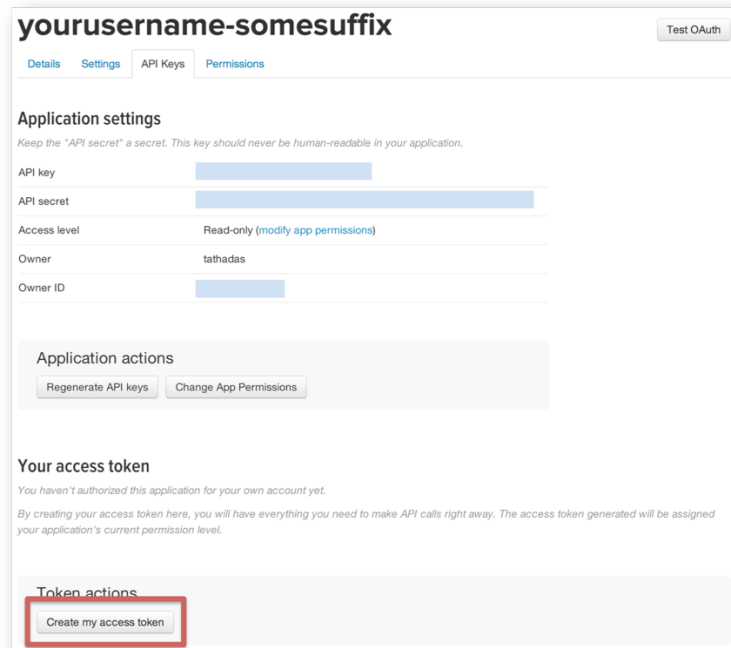 yourusername-somesuffix
Test OAuth
Details Settings API Keys Permissions
Application settings
Keep the "API secret" a secret. This key should never be human-readable in your application.
API key
API secret
Access level Read-only (modify app permissions)
Owner tathadas
Owner ID
Application actions
Regenerate API keys Change App Permissions
Your access token
You haven't authorized this application for your own account yet.
By creating your access token here, you will have everything you need to make API calls right away. The access token generated will be assigned
your application's current permission level.
Token actions
Create my access token